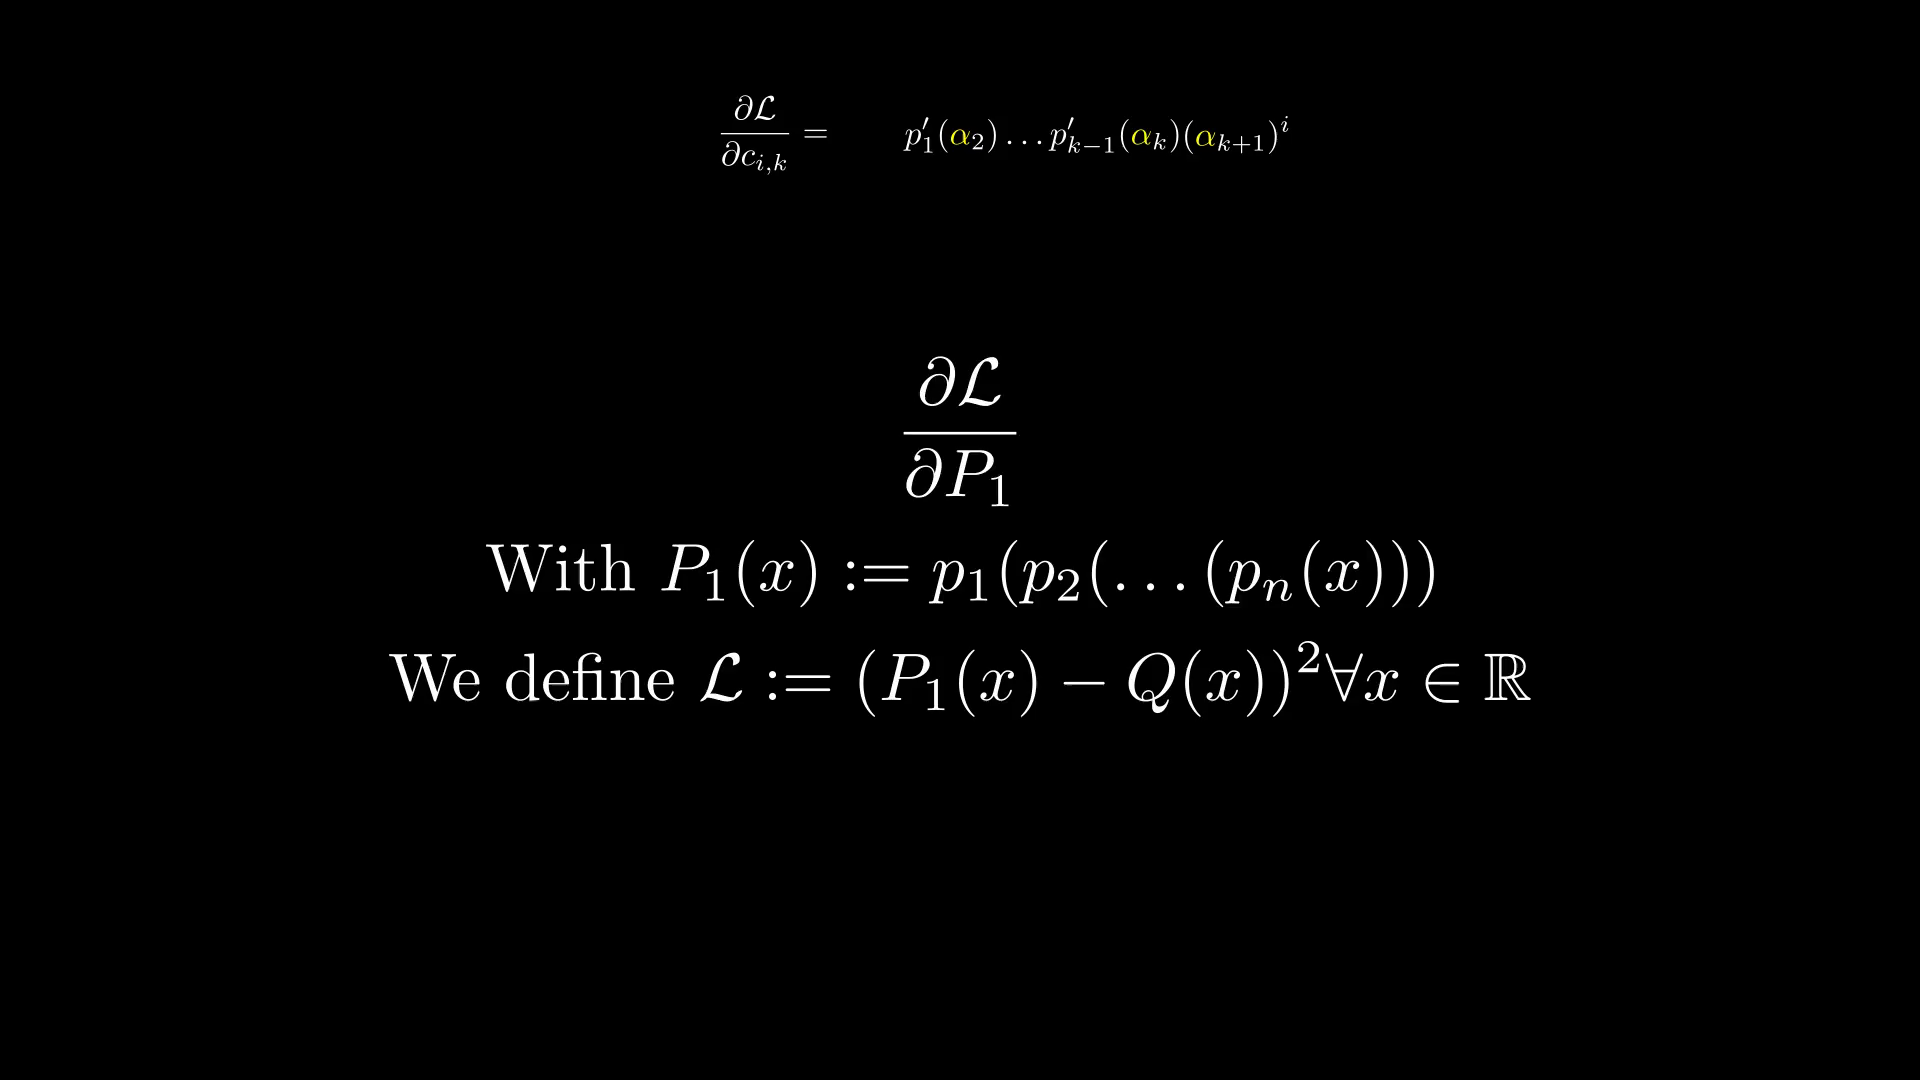 ∂ℒ/∂c_{i,k} = p′_1(α_2) … p′_{k−1}(α_k)(α_{k+1})^i
∂ℒ/∂P_1
With P_1(x) := p_1(p_2(…(p_n(x)))
We define ℒ := (P_1(x) − Q(x))^2 ∀x ∈ ℝ